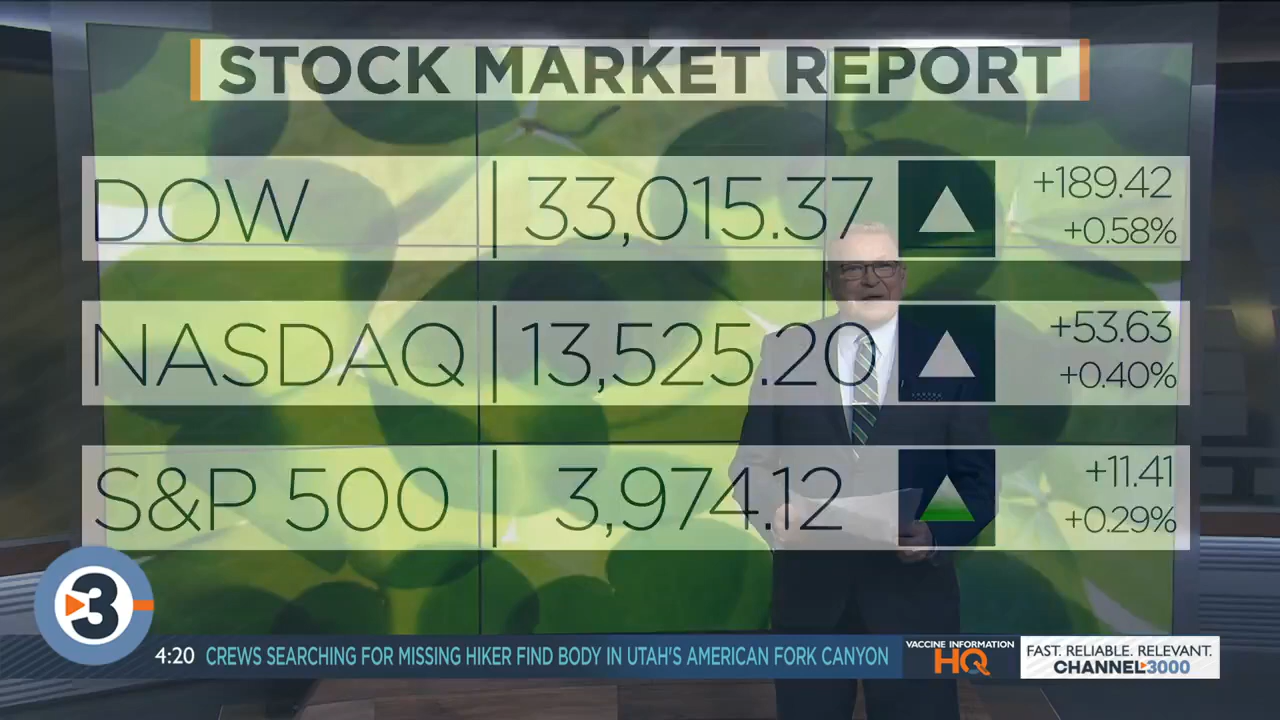 STOCK MARKET REPORT
DOW 33,015.37 +189.42
+0.58%
NASDAQ 13,525.20 +53.63
+0.40%
S&P 500 3,974.12 +11.41
+0.29%
3
4:20 CREWS SEARCHING FOR MISSING HIKER FIND BODY IN UTAH'S AMERICAN FORK CANYON
VACCINE INFORMATION
HQ
FAST. RELIABLE. RELEVANT.
CHANNEL3000